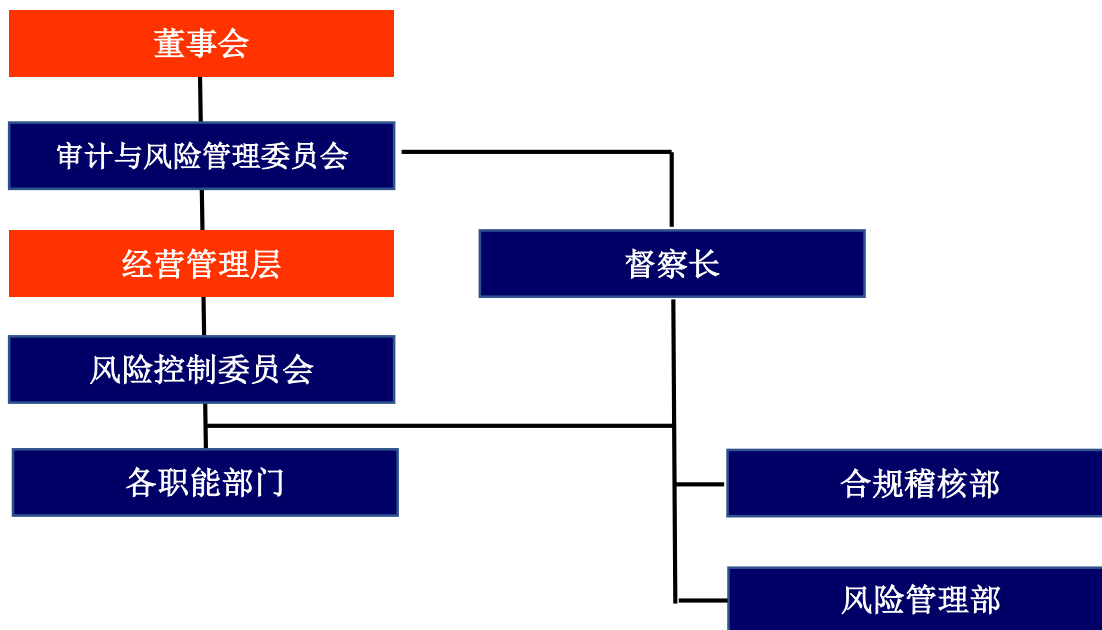 董事会
审计与风险管理委员会
经营管理层
督察长
风险控制委员会
各职能部门
合规稽核部
风险管理部